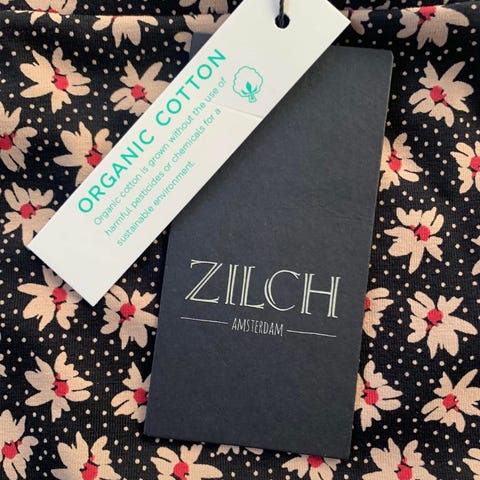 ORGANIC COTTON
Organic cotton is grown without the use of
harmful pesticides or chemicals for a
sustainable environment.
ZILCH
AMSTERDAM